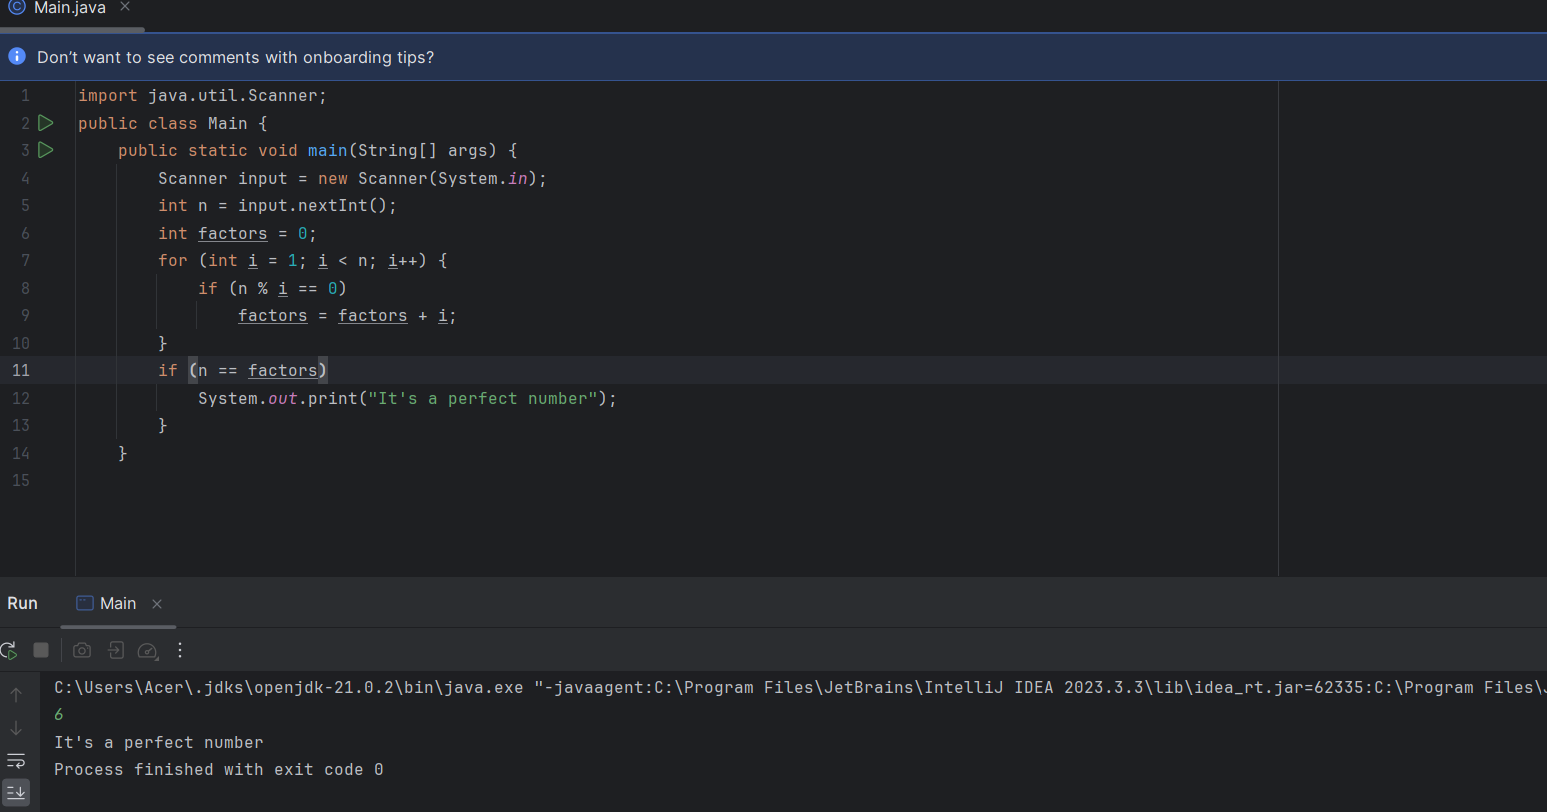 Main.java
Don't want to see comments with onboarding tips?
1 import java.util.Scanner;
2 public class Main {
3     public static void main(String[] args) {
4         Scanner input = new Scanner(System.in);
5         int n = input.nextInt();
6         int factors = 0;
7         for (int i = 1; i < n; i++) {
8             if (n % i == 0)
9                 factors = factors + i;
10         }
11         if (n == factors)
12             System.out.print("It's a perfect number");
13         }
14     }
15
Run Main
C:\Users\Acer\.jdks\openjdk-21.0.2\bin\java.exe "-javaagent:C:\Program Files\JetBrains\IntelliJ IDEA 2023.3.3\lib\idea_rt.jar=62335:C:\Program Files\J
6
It's a perfect number
Process finished with exit code 0